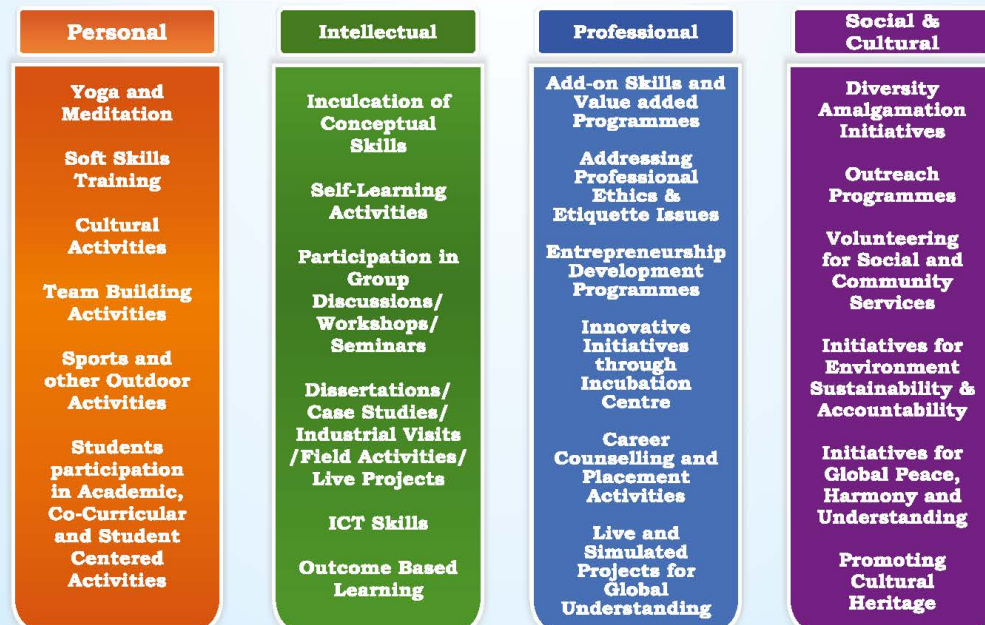 Personal
Yoga and
Meditation
Soft Skills
Training
Cultural
Activities
Team Building
Activities
Sports and
other Outdoor
Activities
Students
participation
in Academic,
Co-Curricular
and Student
Centered
Activities
Intellectual
Inculcation of
Conceptual
Skills
Self-Learning
Activities
Participation in
Group
Discussions/
Workshops/
Seminars
Dissertations/
Case Studies/
Industrial Visits
/Field Activities/
Live Projects
ICT Skills
Outcome Based
Learning
Professional
Add-on Skills and
Value added
Programmes
Addressing
Professional
Ethics &
Etiquette Issues
Entrepreneurship
Development
Programmes
Innovative
Initiatives
through
Incubation
Centre
Career
Counselling and
Placement
Activities
Live and
Simulated
Projects for
Global
Understanding
Social &
Cultural
Diversity
Amalgamation
Initiatives
Outreach
Programmes
Volunteering
for Social and
Community
Services
Initiatives for
Environment
Sustainability &
Accountability
Initiatives for
Global Peace,
Harmony and
Understanding
Promoting
Cultural
Heritage